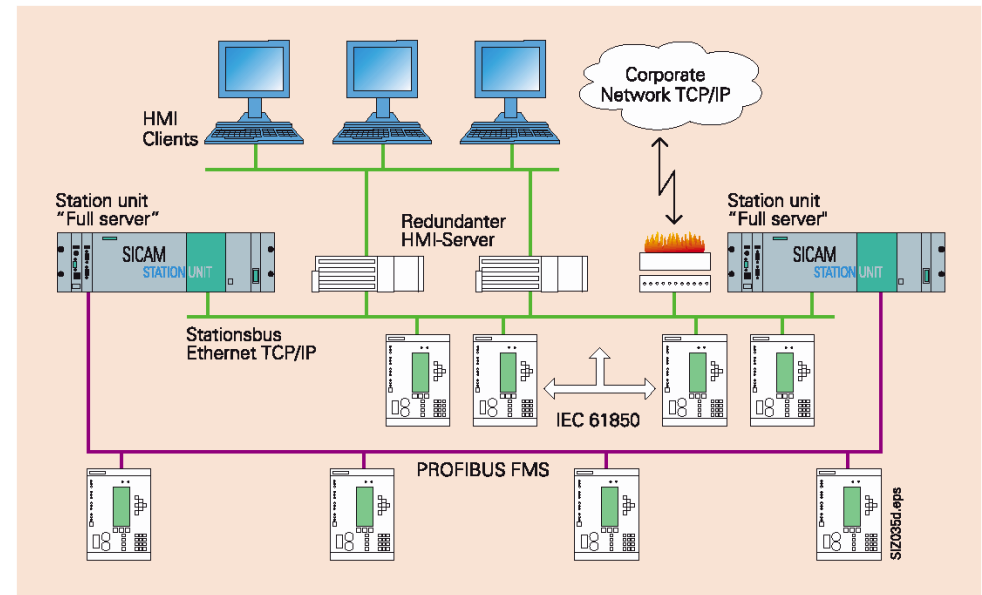 Corporate
Network TCP/IP
HMI
Clients
Station unit
“Full server”
Redundanter
HMI-Server
Station unit
“Full server"
SICAM
STATION UNIT
SICAM
STATION UNIT
Stationsbus
Ethernet TCP/IP
IEC 61850
PROFIBUS FMS
SIZ035d.eps